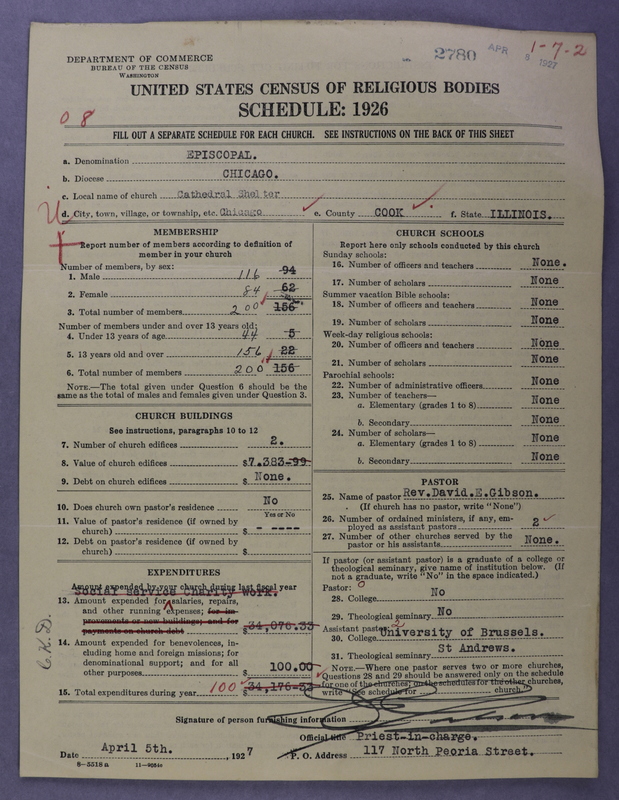 2780 APR 8 1927 1-7-2
DEPARTMENT OF COMMERCE
BUREAU OF THE CENSUS
WASHINGTON
UNITED STATES CENSUS OF RELIGIOUS BODIES
SCHEDULE: 1926
08
FILL OUT A SEPARATE SCHEDULE FOR EACH CHURCH. SEE INSTRUCTIONS ON THE BACK OF THIS SHEET
a. Denomination EPISCOPAL.
b. Diocese CHICAGO.
c. Local name of church Cathedral Shelter
d. City, town, village, or township, etc. Chicago e. County COOK f. State ILLINOIS.
MEMBERSHIP
Report number of members according to definition of
member in your church
Number of members, by sex:
1. Male 116 94
2. Female 84 62
3. Total number of members 200 156
Number of members under and over 13 years old:
4. Under 13 years of age 44 5
5. 13 years old and over 156 22
6. Total number of members 200 156
NOTE.—The total given under Question 6 should be the
same as the total of males and females given under Question 3.
CHURCH BUILDINGS
See instructions, paragraphs 10 to 12
7. Number of church edifices 2.
8. Value of church edifices $7.383-99
9. Debt on church edifices $ None.
10. Does church own pastor's residence No
Yes or No
11. Value of pastor's residence (if owned by
church) $ - ----
12. Debt on pastor's residence (if owned by
church) $
EXPENDITURES
Amount expended by your church during last fiscal year
Social service Charity Work.
13. Amount expended for salaries, repairs,
and other running expenses; for im-
provements or new buildings; and for
payments on church debt $34,076.33
14. Amount expended for benevolences, in-
cluding home and foreign missions; for
denominational support; and for all
other purposes $ 100.00
15. Total expenditures during year 100 $34,176-33
C.K.D.
CHURCH SCHOOLS
Report here only schools conducted by this church
Sunday schools:
16. Number of officers and teachers None.
17. Number of scholars None
Summer vacation Bible schools:
18. Number of officers and teachers None
19. Number of scholars None
Week-day religious schools:
20. Number of officers and teachers None
21. Number of scholars None
Parochial schools:
22. Number of administrative officers None
23. Number of teachers—
a. Elementary (grades 1 to 8) None
b. Secondary None
24. Number of scholars—
a. Elementary (grades 1 to 8) None
b. Secondary None
PASTOR
25. Name of pastor Rev.David.E.Gibson.
(If church has no pastor, write "None")
26. Number of ordained ministers, if any, em-
ployed as assistant pastors 2
27. Number of other churches served by the
pastor or his assistants None.
If pastor (or assistant pastor) is a graduate of a college or
theological seminary, give name of institution below. (If
not a graduate, write "No" in the space indicated.)
Pastor: 0
28. College No
29. Theological seminary No
Assistant pastor: 2
30. College University of Brussels.
31. Theological seminary St Andrews.
NOTE.—Where one pastor serves two or more churches,
Questions 28 and 29 should be answered only on the schedule
for one of the churches; on the schedules for the other churches,
write "See schedule for church"
Signature of person furnishing information
Official title Priest-in-charge.
Date April 5th. , 1927 P. O. Address 117 North Peoria Street.
8-5518a 11-9084c